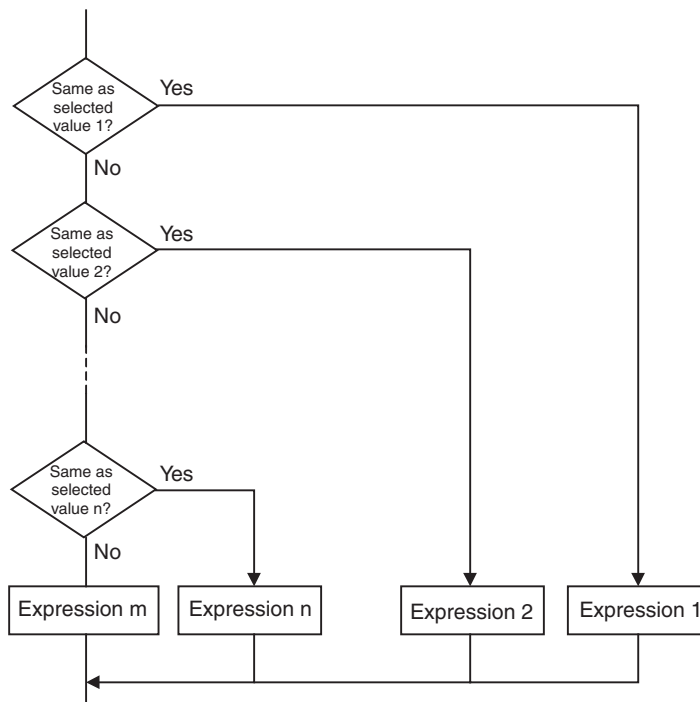 Same as
selected
value 1?
Yes
No
Same as
selected
value 2?
Yes
No
Same as
selected
value n?
Yes
No
Expression m
Expression n
Expression 2
Expression 1